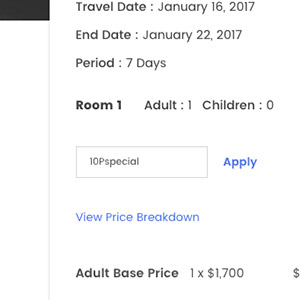 Travel Date : January 16, 2017
End Date : January 22, 2017
Period : 7 Days
Room 1 Adult : 1 Children : 0
10Pspecial Apply
View Price Breakdown
Adult Base Price 1 x $1,700 $